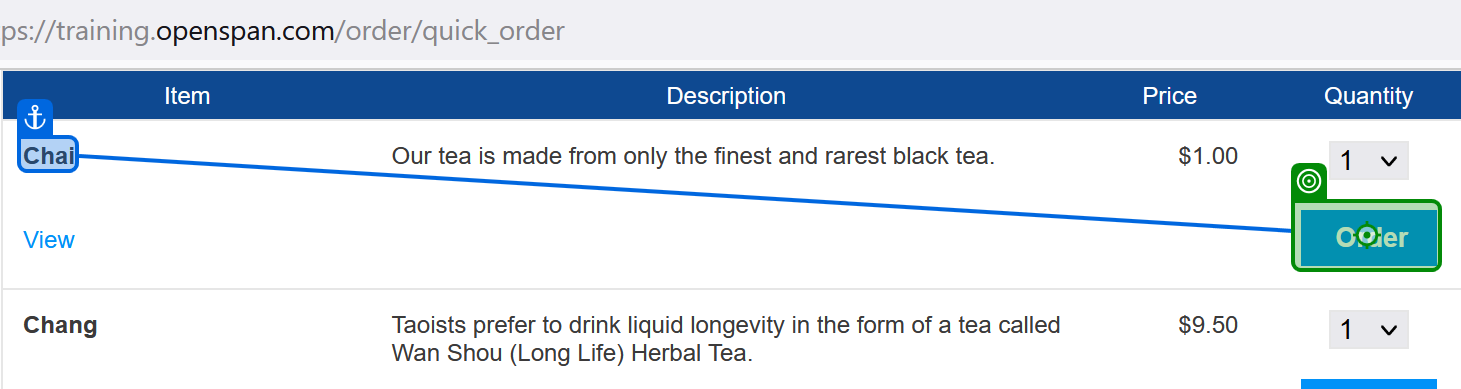 ps://training.openspan.com/order/quick_order
Item Description Price Quantity
Chai Our tea is made from only the finest and rarest black tea. $1.00 1
View Order
Chang Taoists prefer to drink liquid longevity in the form of a tea called $9.50 1
Wan Shou (Long Life) Herbal Tea.